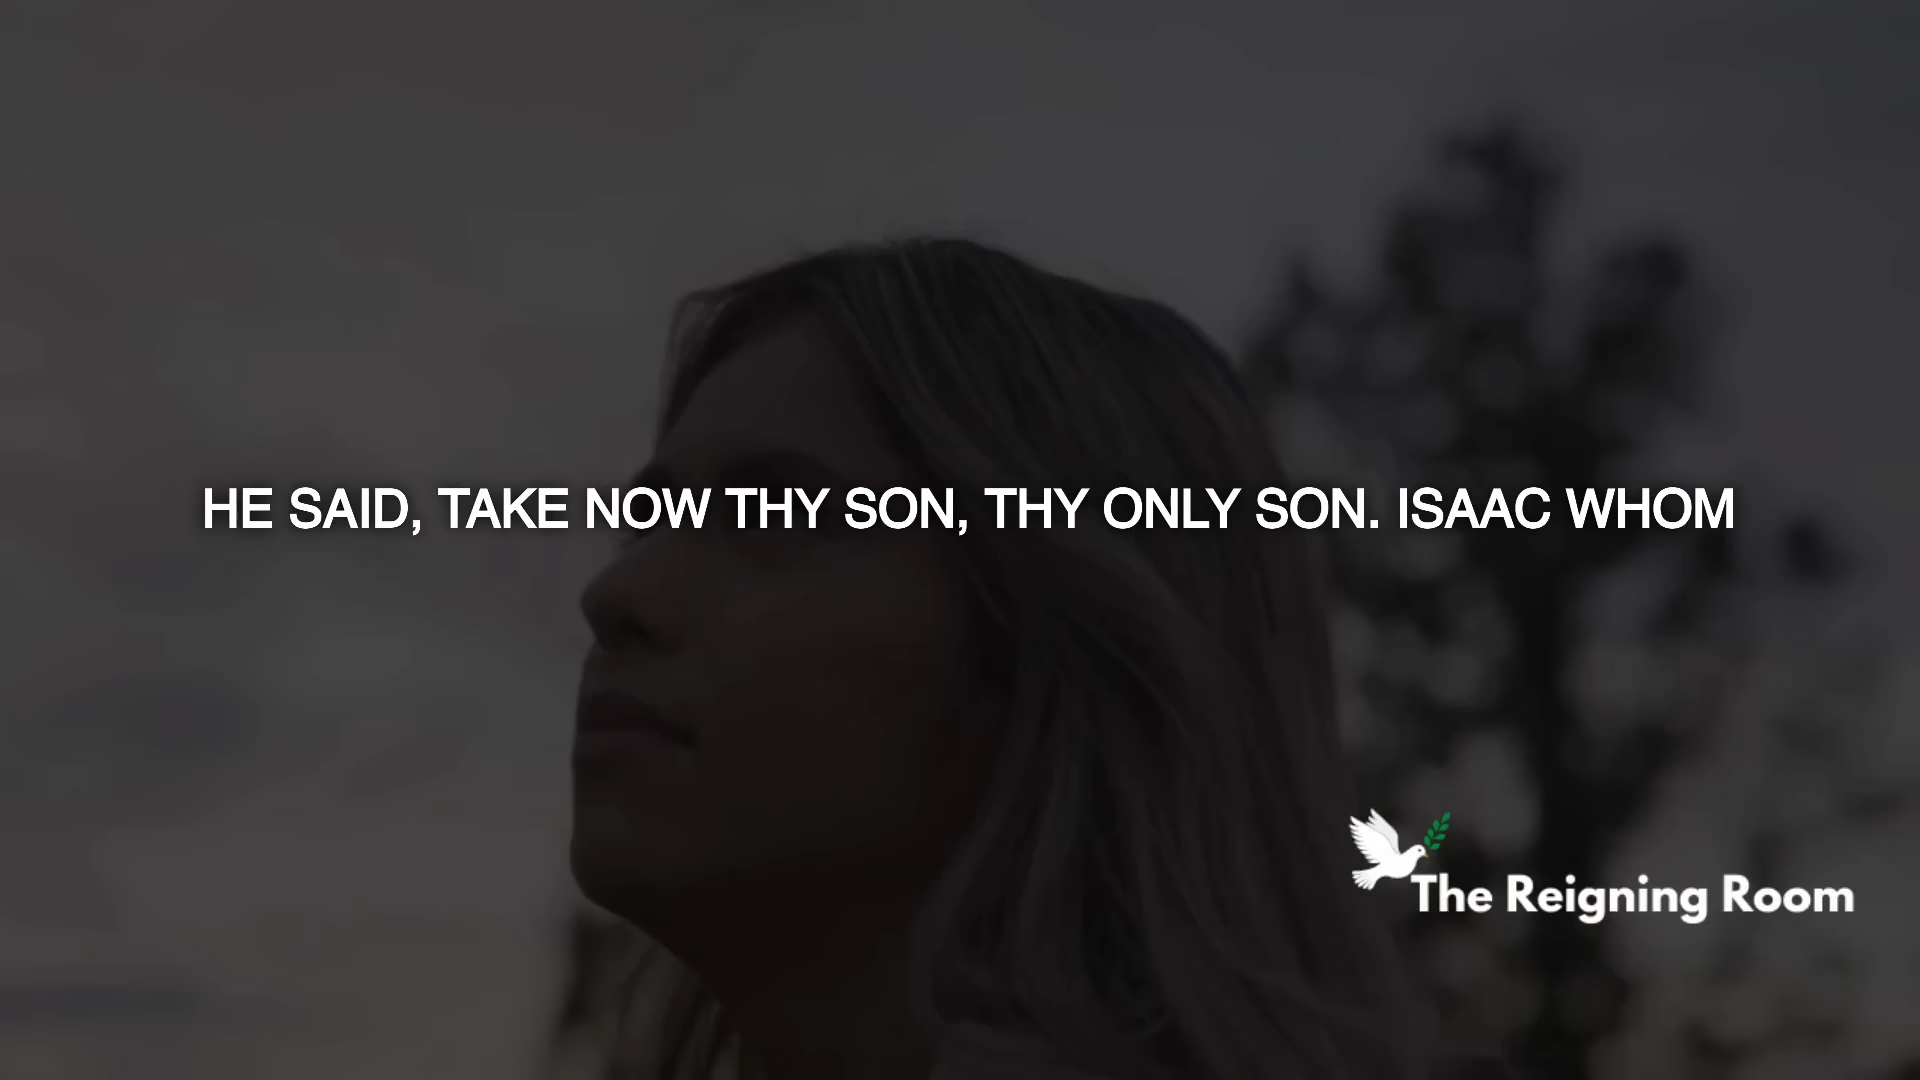 HE SAID, TAKE NOW THY SON, THY ONLY SON. ISAAC WHOM
The Reigning Room